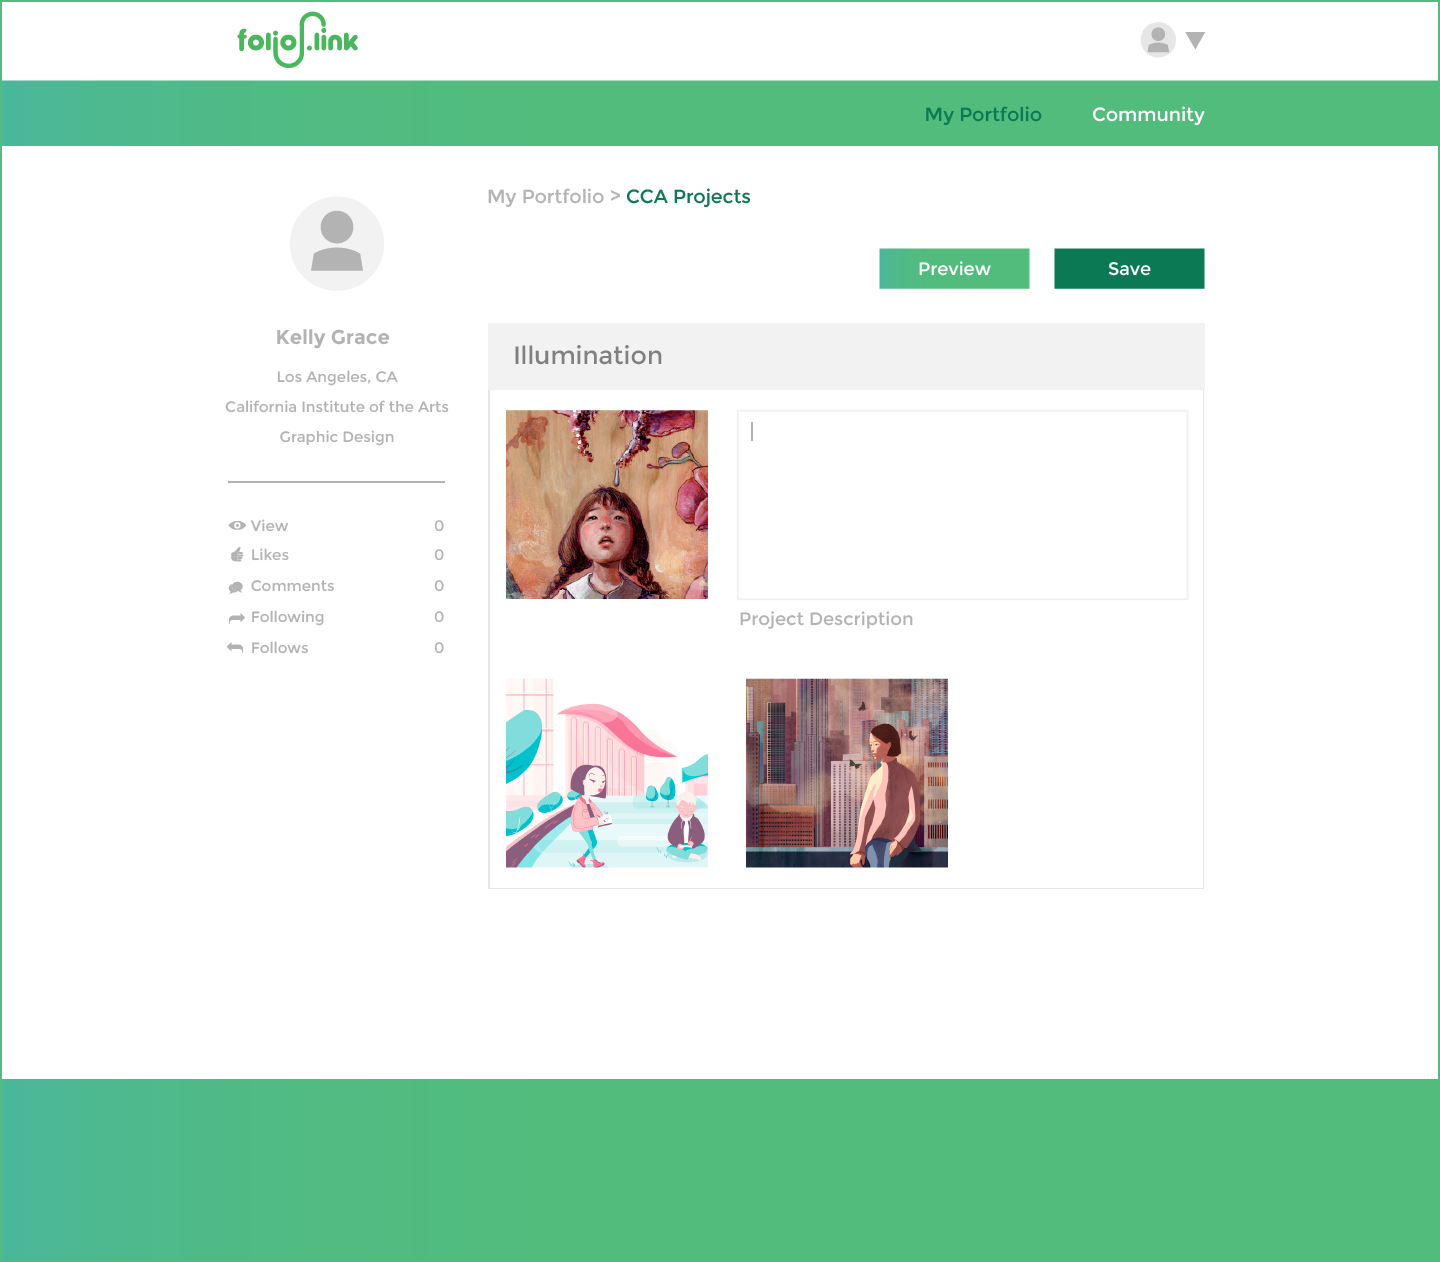 folio.link
My Portfolio Community
My Portfolio > CCA Projects
Preview Save
Kelly Grace
Los Angeles, CA
California Institute of the Arts
Graphic Design
View 0
Likes 0
Comments 0
Following 0
Follows 0
Illumination
Project Description